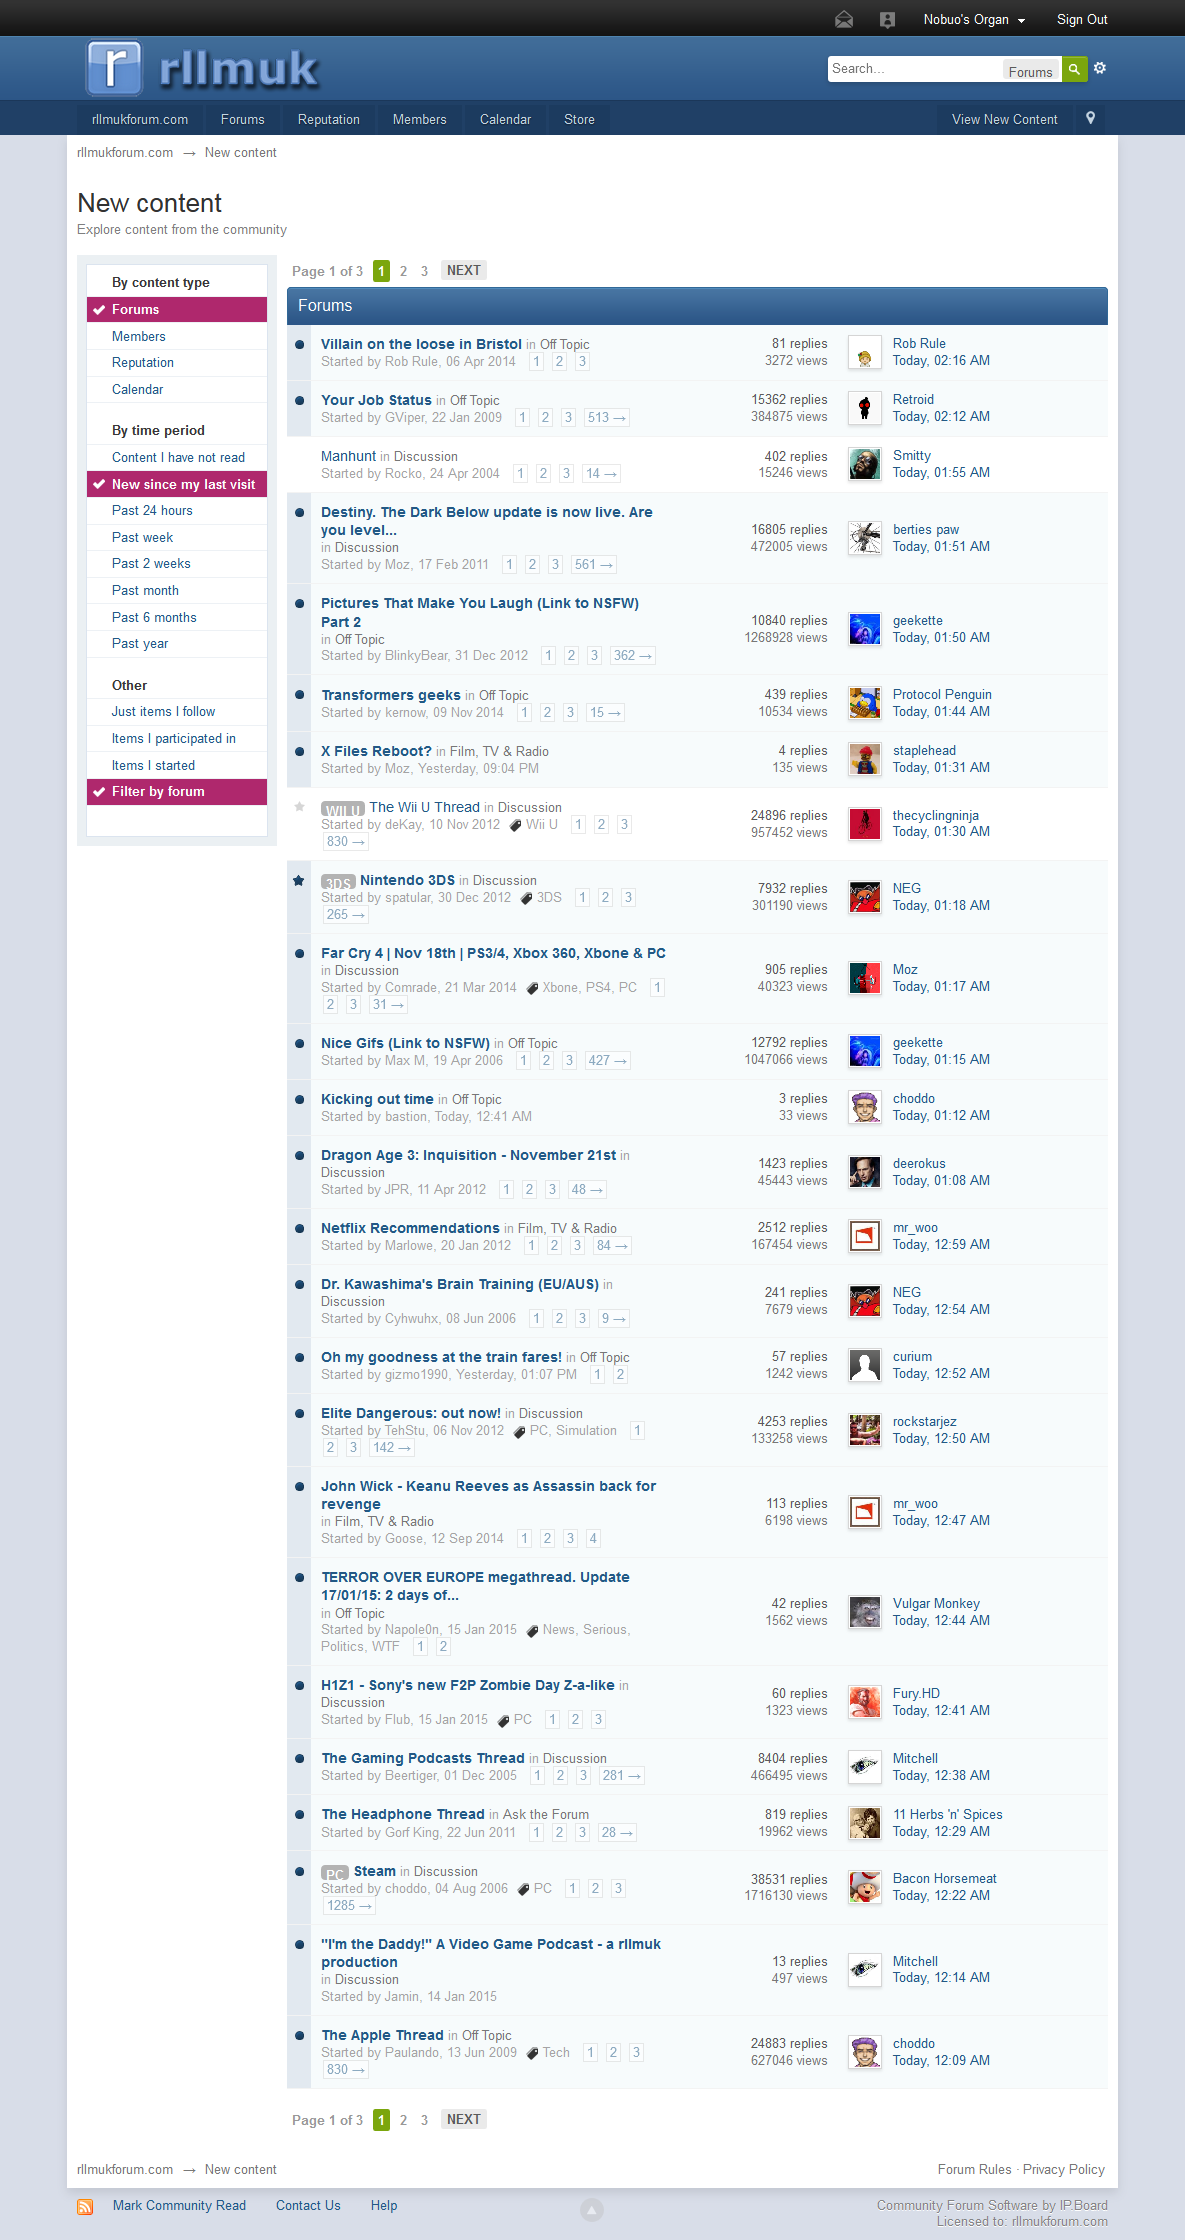 Nobuo's Organ Sign Out
rllmuk
Search... Forums
rllmukforum.com Forums Reputation Members Calendar Store View New Content
rllmukforum.com → New content
New content
Explore content from the community
By content type
Forums
Members
Reputation
Calendar
By time period
Content I have not read
New since my last visit
Past 24 hours
Past week
Past 2 weeks
Past month
Past 6 months
Past year
Other
Just items I follow
Items I participated in
Items I started
Filter by forum
Page 1 of 3 1 2 3 NEXT
Forums
Villain on the loose in Bristol in Off Topic
Started by Rob Rule, 06 Apr 2014 1 2 3
81 replies
3272 views
Rob Rule
Today, 02:16 AM
Your Job Status in Off Topic
Started by GViper, 22 Jan 2009 1 2 3 513 →
15362 replies
384875 views
Retroid
Today, 02:12 AM
Manhunt in Discussion
Started by Rocko, 24 Apr 2004 1 2 3 14 →
402 replies
15246 views
Smitty
Today, 01:55 AM
Destiny. The Dark Below update is now live. Are
you level...
in Discussion
Started by Moz, 17 Feb 2011 1 2 3 561 →
16805 replies
472005 views
berties paw
Today, 01:51 AM
Pictures That Make You Laugh (Link to NSFW)
Part 2
in Off Topic
Started by BlinkyBear, 31 Dec 2012 1 2 3 362 →
10840 replies
1268928 views
geekette
Today, 01:50 AM
Transformers geeks in Off Topic
Started by kernow, 09 Nov 2014 1 2 3 15 →
439 replies
10534 views
Protocol Penguin
Today, 01:44 AM
X Files Reboot? in Film, TV & Radio
Started by Moz, Yesterday, 09:04 PM
4 replies
135 views
staplehead
Today, 01:31 AM
WII U The Wii U Thread in Discussion
Started by deKay, 10 Nov 2012 Wii U 1 2 3
830 →
24896 replies
957452 views
thecyclingninja
Today, 01:30 AM
3DS Nintendo 3DS in Discussion
Started by spatular, 30 Dec 2012 3DS 1 2 3
265 →
7932 replies
301190 views
NEG
Today, 01:18 AM
Far Cry 4 | Nov 18th | PS3/4, Xbox 360, Xbone & PC
in Discussion
Started by Comrade, 21 Mar 2014 Xbone, PS4, PC 1
2 3 31 →
905 replies
40323 views
Moz
Today, 01:17 AM
Nice Gifs (Link to NSFW) in Off Topic
Started by Max M, 19 Apr 2006 1 2 3 427 →
12792 replies
1047066 views
geekette
Today, 01:15 AM
Kicking out time in Off Topic
Started by bastion, Today, 12:41 AM
3 replies
33 views
choddo
Today, 01:12 AM
Dragon Age 3: Inquisition - November 21st in
Discussion
Started by JPR, 11 Apr 2012 1 2 3 48 →
1423 replies
45443 views
deerokus
Today, 01:08 AM
Netflix Recommendations in Film, TV & Radio
Started by Marlowe, 20 Jan 2012 1 2 3 84 →
2512 replies
167454 views
mr_woo
Today, 12:59 AM
Dr. Kawashima's Brain Training (EU/AUS) in
Discussion
Started by Cyhwuhx, 08 Jun 2006 1 2 3 9 →
241 replies
7679 views
NEG
Today, 12:54 AM
Oh my goodness at the train fares! in Off Topic
Started by gizmo1990, Yesterday, 01:07 PM 1 2
57 replies
1242 views
curium
Today, 12:52 AM
Elite Dangerous: out now! in Discussion
Started by TehStu, 06 Nov 2012 PC, Simulation 1
2 3 142 →
4253 replies
133258 views
rockstarjez
Today, 12:50 AM
John Wick - Keanu Reeves as Assassin back for
revenge
in Film, TV & Radio
Started by Goose, 12 Sep 2014 1 2 3 4
113 replies
6198 views
mr_woo
Today, 12:47 AM
TERROR OVER EUROPE megathread. Update
17/01/15: 2 days of...
in Off Topic
Started by Napole0n, 15 Jan 2015 News, Serious,
Politics, WTF 1 2
42 replies
1562 views
Vulgar Monkey
Today, 12:44 AM
H1Z1 - Sony's new F2P Zombie Day Z-a-like in
Discussion
Started by Flub, 15 Jan 2015 PC 1 2 3
60 replies
1323 views
Fury.HD
Today, 12:41 AM
The Gaming Podcasts Thread in Discussion
Started by Beertiger, 01 Dec 2005 1 2 3 281 →
8404 replies
466495 views
Mitchell
Today, 12:38 AM
The Headphone Thread in Ask the Forum
Started by Gorf King, 22 Jun 2011 1 2 3 28 →
819 replies
19962 views
11 Herbs 'n' Spices
Today, 12:29 AM
PC Steam in Discussion
Started by choddo, 04 Aug 2006 PC 1 2 3
1285 →
38531 replies
1716130 views
Bacon Horsemeat
Today, 12:22 AM
"I'm the Daddy!" A Video Game Podcast - a rllmuk
production
in Discussion
Started by Jamin, 14 Jan 2015
13 replies
497 views
Mitchell
Today, 12:14 AM
The Apple Thread in Off Topic
Started by Paulando, 13 Jun 2009 Tech 1 2 3
830 →
24883 replies
627046 views
choddo
Today, 12:09 AM
Page 1 of 3 1 2 3 NEXT
rllmukforum.com → New content Forum Rules · Privacy Policy
Mark Community Read Contact Us Help
Community Forum Software by IP.Board
Licensed to: rllmukforum.com